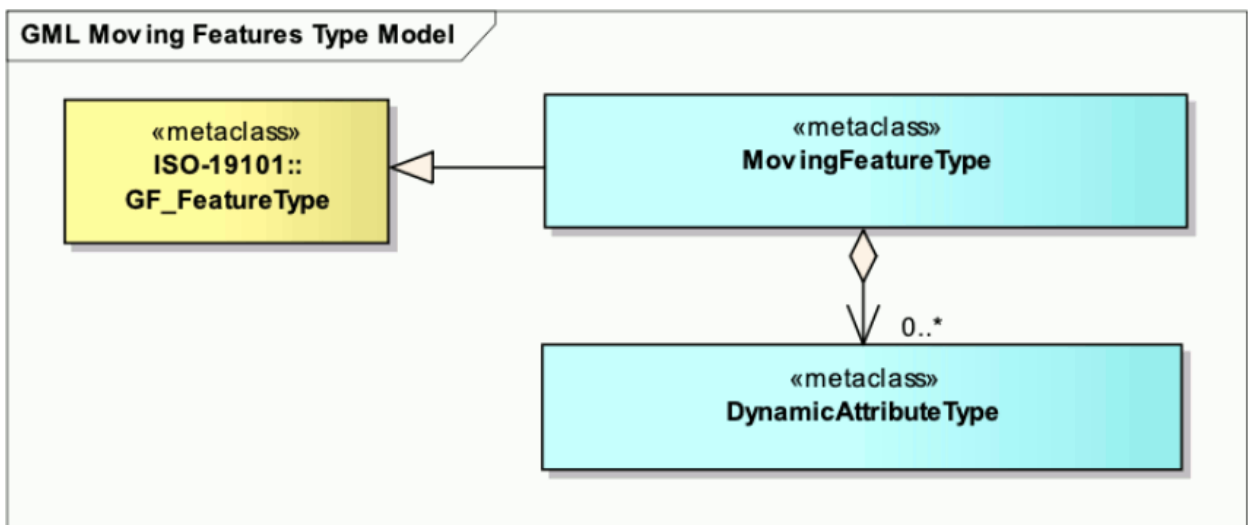 GML Moving Features Type Model
«metaclass»
ISO-19101::
GF_FeatureType
«metaclass»
MovingFeatureType
0..*
«metaclass»
DynamicAttributeType